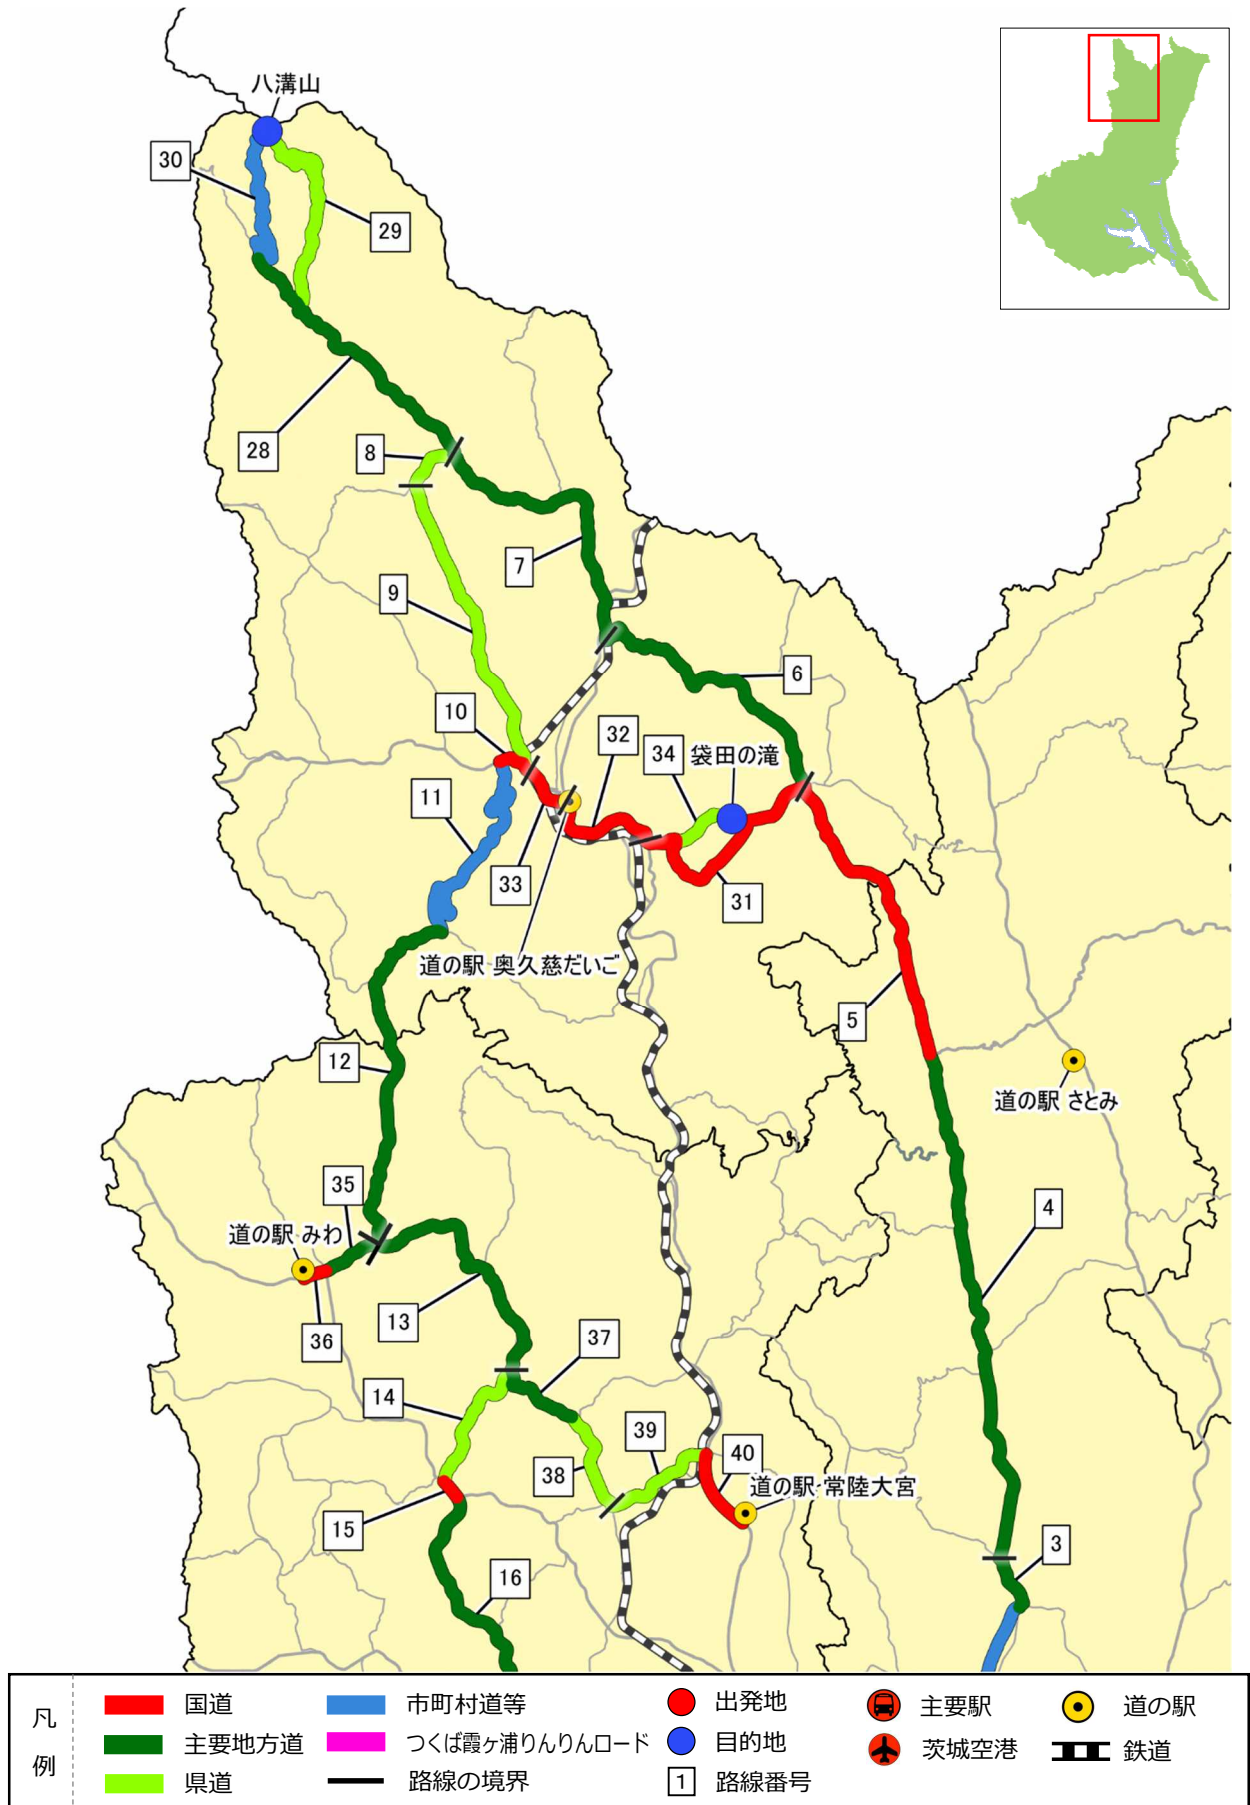 八溝山
30
29
28
8
7
9
6
10
32
34
袋田の滝
11
33
31
道の駅 奥久慈だいご
5
12
道の駅 さとみ
35
4
道の駅 みわ
13
36
37
14
39
40
38
道の駅 常陸大宮
15
3
16
凡例
国道
市町村道等
出発地
主要駅
道の駅
主要地方道
つくば霞ヶ浦りんりんロード
目的地
茨城空港
鉄道
県道
路線の境界
1
路線番号